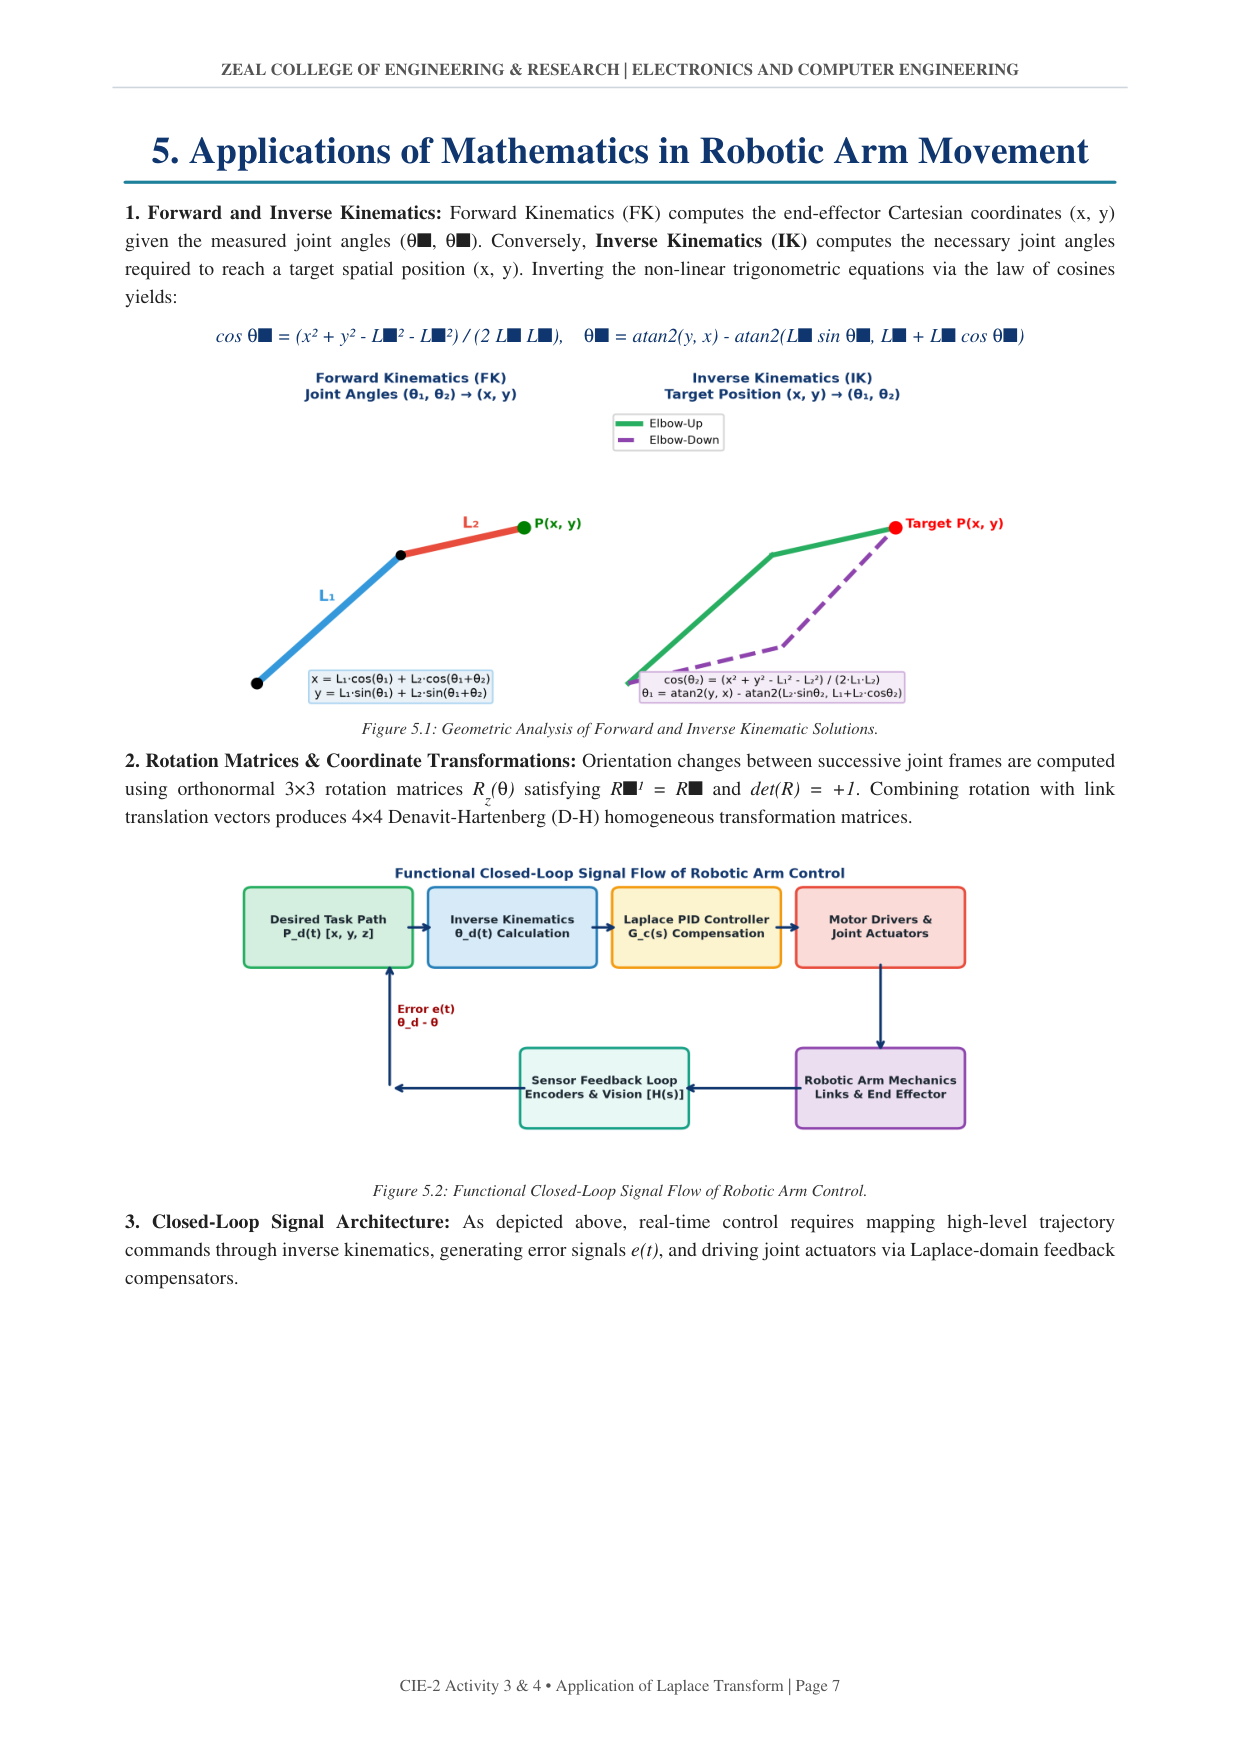 ZEAL COLLEGE OF ENGINEERING & RESEARCH | ELECTRONICS AND COMPUTER ENGINEERING
5. Applications of Mathematics in Robotic Arm Movement
1. Forward and Inverse Kinematics: Forward Kinematics (FK) computes the end-effector Cartesian coordinates (x, y)
given the measured joint angles (θ■, θ■). Conversely, Inverse Kinematics (IK) computes the necessary joint angles
required to reach a target spatial position (x, y). Inverting the non-linear trigonometric equations via the law of cosines
yields:
cos θ■ = (x² + y² - L■² - L■²) / (2 L■ L■), θ■ = atan2(y, x) - atan2(L■ sin θ■, L■ + L■ cos θ■)
Forward Kinematics (FK)
Joint Angles (θ₁, θ₂) → (x, y)
Inverse Kinematics (IK)
Target Position (x, y) → (θ₁, θ₂)
Elbow-Up
Elbow-Down
L₂
P(x, y)
L₁
x = L₁·cos(θ₁) + L₂·cos(θ₁+θ₂)
y = L₁·sin(θ₁) + L₂·sin(θ₁+θ₂)
Target P(x, y)
cos(θ₂) = (x² + y² - L₁² - L₂²) / (2·L₁·L₂)
θ₁ = atan2(y, x) - atan2(L₂·sinθ₂, L₁+L₂·cosθ₂)
Figure 5.1: Geometric Analysis of Forward and Inverse Kinematic Solutions.
2. Rotation Matrices & Coordinate Transformations: Orientation changes between successive joint frames are computed
using orthonormal 3×3 rotation matrices R_z(θ) satisfying R■¹ = R■ and det(R) = +1. Combining rotation with link
translation vectors produces 4×4 Denavit-Hartenberg (D-H) homogeneous transformation matrices.
Functional Closed-Loop Signal Flow of Robotic Arm Control
Desired Task Path
P_d(t) [x, y, z]
Inverse Kinematics
θ_d(t) Calculation
Laplace PID Controller
G_c(s) Compensation
Motor Drivers &
Joint Actuators
Error e(t)
θ_d - θ
Sensor Feedback Loop
Encoders & Vision [H(s)]
Robotic Arm Mechanics
Links & End Effector
Figure 5.2: Functional Closed-Loop Signal Flow of Robotic Arm Control.
3. Closed-Loop Signal Architecture: As depicted above, real-time control requires mapping high-level trajectory
commands through inverse kinematics, generating error signals e(t), and driving joint actuators via Laplace-domain feedback
compensators.
CIE-2 Activity 3 & 4 • Application of Laplace Transform | Page 7